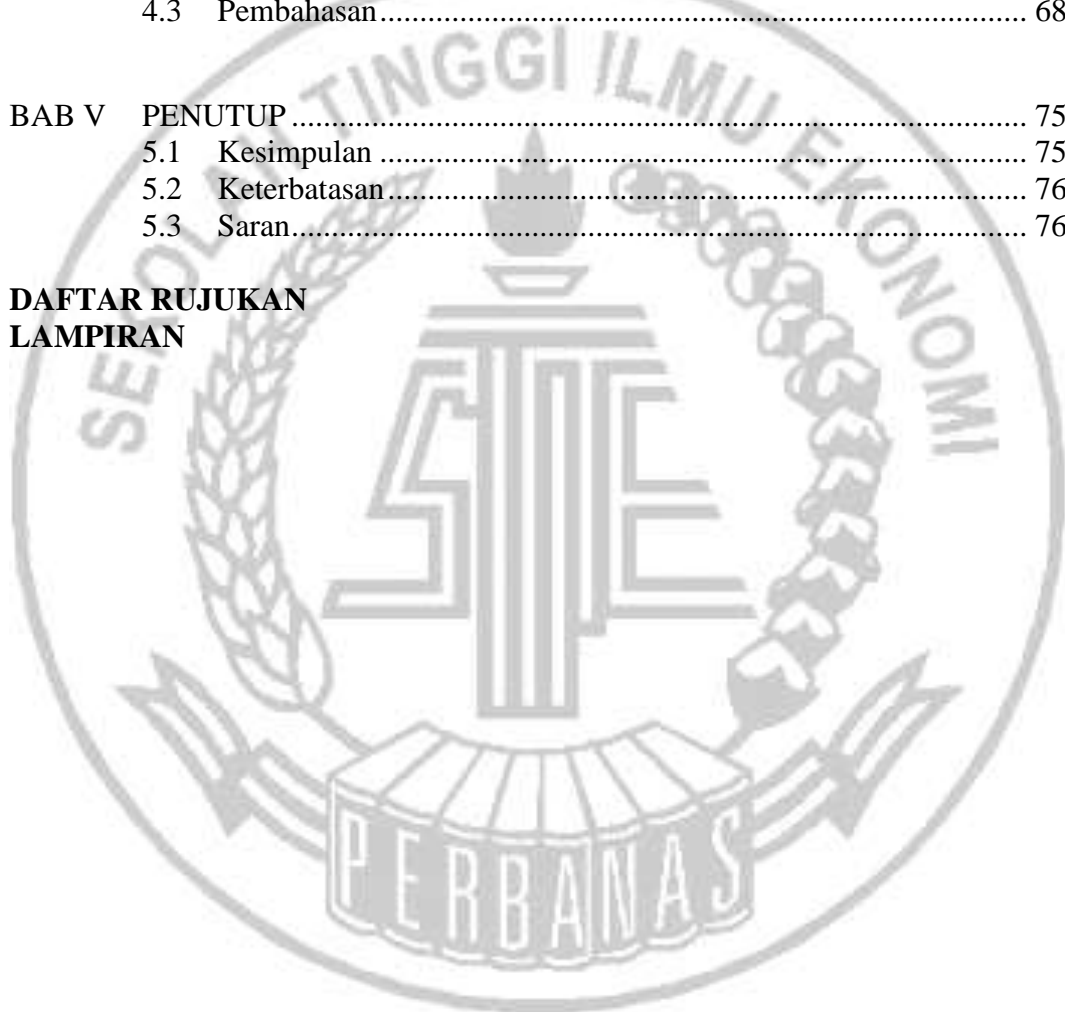 4.3 Pembahasan........................................................................... 68
BAB V PENUTUP..................................................................................... 75
5.1 Kesimpulan........................................................................... 75
5.2 Keterbatasan.......................................................................... 76
5.3 Saran..................................................................................... 76
DAFTAR RUJUKAN
LAMPIRAN
SEKOLAH TINGGI ILMU EKONOMI
STIE
PERBANAS